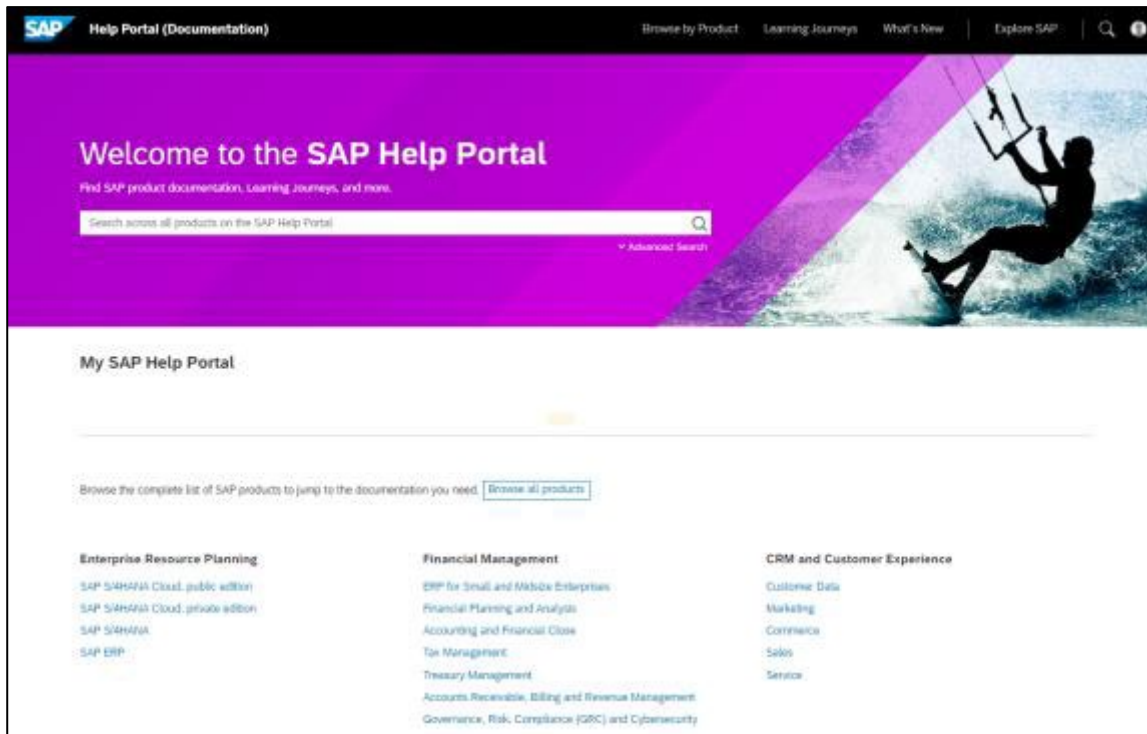 SAP Help Portal (Documentation) Browse by Product Learning Journeys What's New Explore SAP
Welcome to the SAP Help Portal
Find SAP product documentation, Learning Journeys, and more.
Search across all products on the SAP Help Portal
Advanced Search
My SAP Help Portal
Browse the complete list of SAP products to jump to the documentation you need. Browse all products
Enterprise Resource Planning
SAP S/4HANA Cloud, public edition
SAP S/4HANA Cloud, private edition
SAP S/4HANA
SAP ERP
Financial Management
ERP for Small and Midsize Enterprises
Financial Planning and Analysis
Accounting and Financial Close
Tax Management
Treasury Management
Accounts Receivable, Billing and Revenue Management
Governance, Risk, Compliance (GRC) and Cybersecurity
CRM and Customer Experience
Customer Data
Marketing
Commerce
Sales
Service